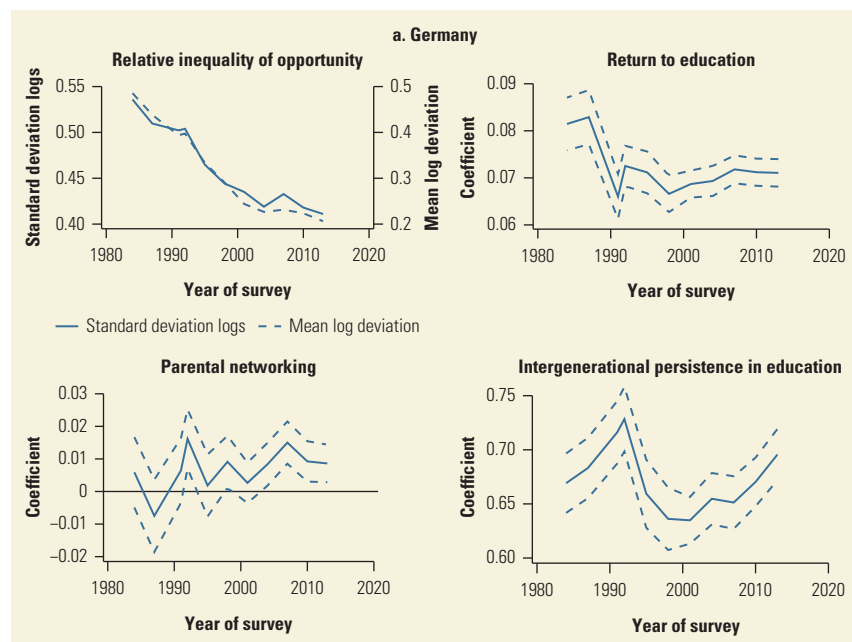 a. Germany
Relative inequality of opportunity
Standard deviation logs
0.55
0.50
0.45
0.40
0.5
0.4
0.3
0.2
Mean log deviation
1980 1990 2000 2010 2020
Year of survey
Return to education
Coefficient
0.09
0.08
0.07
0.06
1980 1990 2000 2010 2020
Year of survey
Standard deviation logs Mean log deviation
Parental networking
Coefficient
0.03
0.02
0.01
0
–0.01
–0.02
1980 1990 2000 2010 2020
Year of survey
Intergenerational persistence in education
Coefficient
0.75
0.70
0.65
0.60
1980 1990 2000 2010 2020
Year of survey